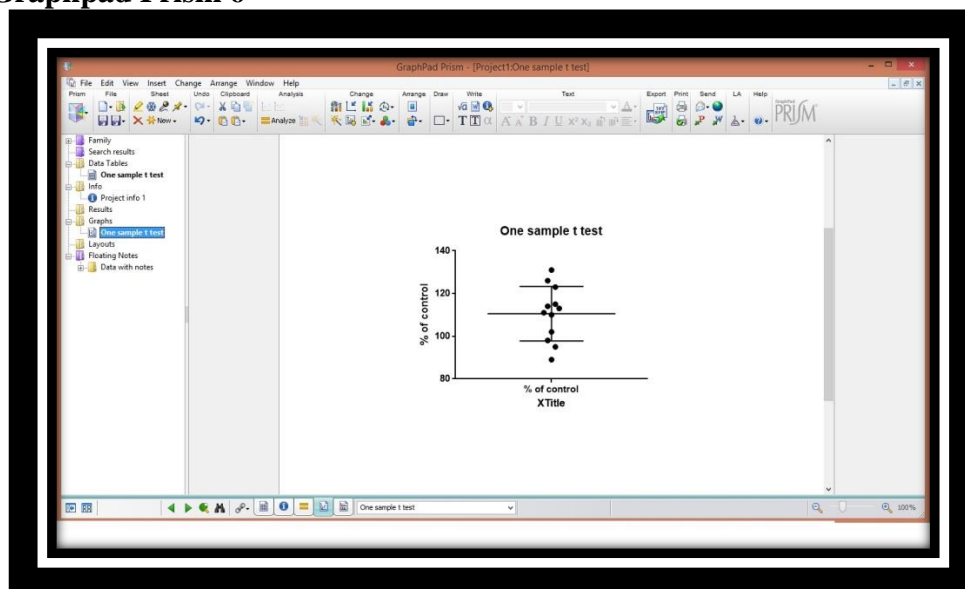 Graphpad Prism 6
GraphPad Prism - [Project1:One sample t test]
File Edit View Insert Change Arrange Window Help
Prism File Sheet Undo Clipboard Analysis Change Arrange Draw Write Text Export Print Send LA Help
New
Analyze
GraphPad
PRISM
Family
Search results
Data Tables
One sample t test
Info
Project info 1
Results
Graphs
One sample t test
Layouts
Floating Notes
Data with notes
One sample t test
140
120
100
80
% of control
% of control
XTitle
One sample t test
100%